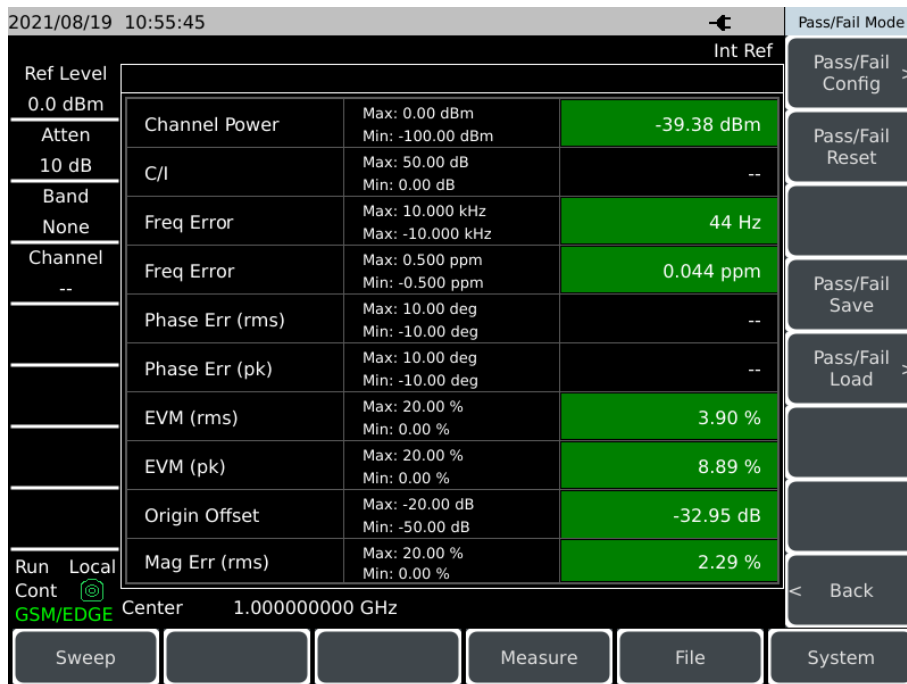 2021/08/19 10:55:45
Pass/Fail Mode
Int Ref
Ref Level
0.0 dBm
Atten
10 dB
Band
None
Channel
--
Channel Power
Max: 0.00 dBm
Min: -100.00 dBm
-39.38 dBm
C/I
Max: 50.00 dB
Min: 0.00 dB
--
Freq Error
Max: 10.000 kHz
Max: -10.000 kHz
44 Hz
Freq Error
Max: 0.500 ppm
Min: -0.500 ppm
0.044 ppm
Phase Err (rms)
Max: 10.00 deg
Min: -10.00 deg
--
Phase Err (pk)
Max: 10.00 deg
Min: -10.00 deg
--
EVM (rms)
Max: 20.00 %
Min: 0.00 %
3.90 %
EVM (pk)
Max: 20.00 %
Min: 0.00 %
8.89 %
Origin Offset
Max: -20.00 dB
Min: -50.00 dB
-32.95 dB
Mag Err (rms)
Max: 20.00 %
Min: 0.00 %
2.29 %
Run Local
Cont
GSM/EDGE
Center 1.000000000 GHz
Pass/Fail
Config >
Pass/Fail
Reset
Pass/Fail
Save
Pass/Fail
Load >
< Back
Sweep
Measure
File
System